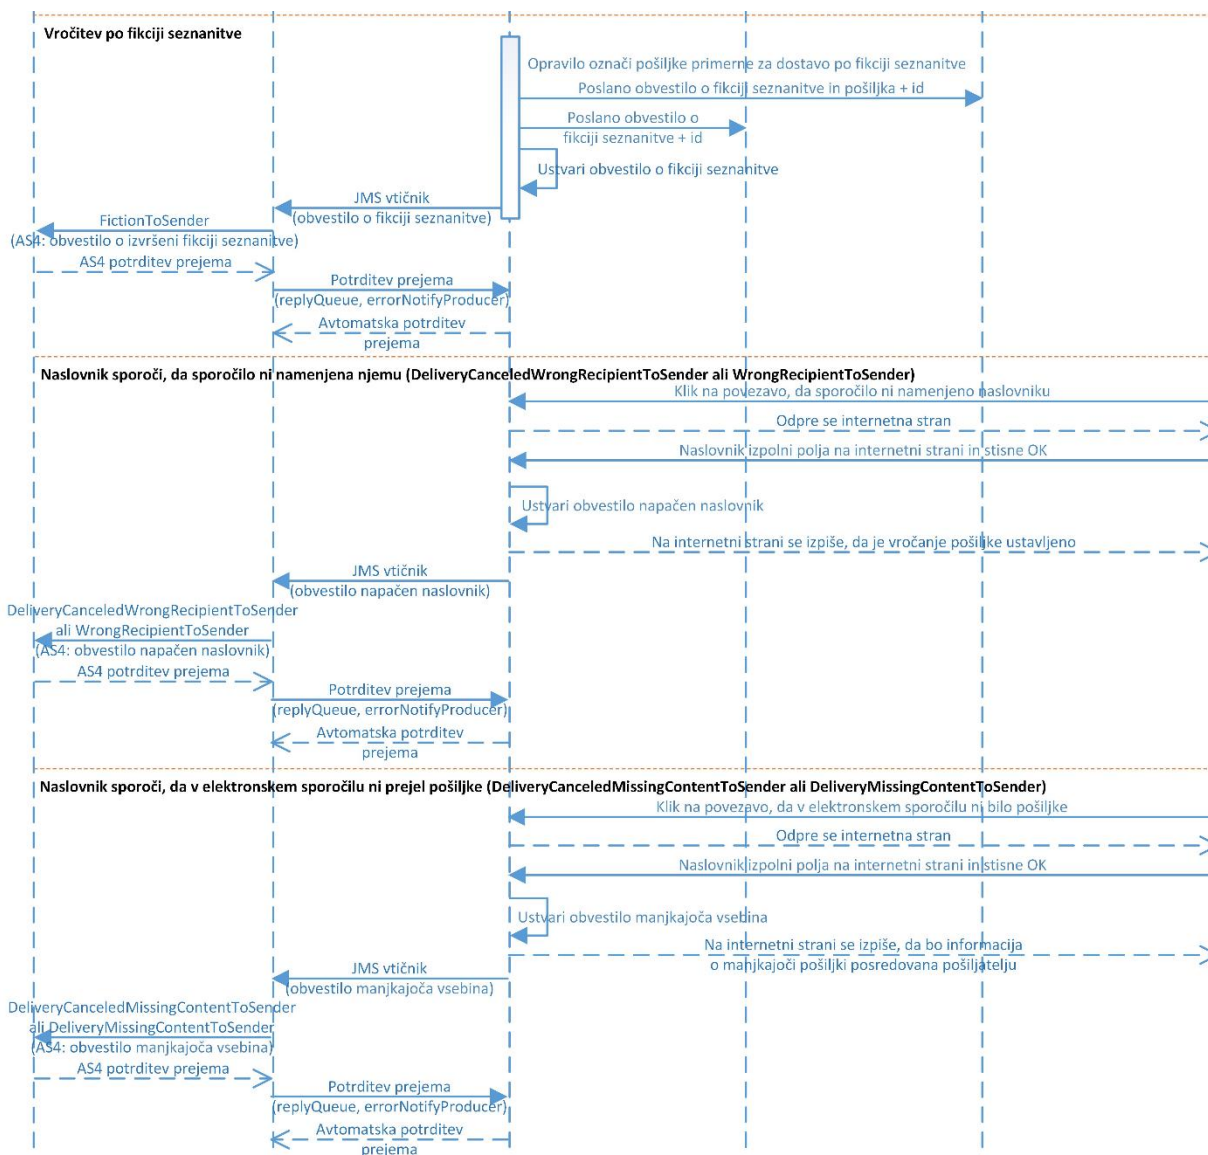 Vročitev po fikciji seznanitve
Opravilo označi pošiljke primerne za dostavo po fikciji seznanitve
Poslano obvestilo o fikciji seznanitve in pošiljka + id
Poslano obvestilo o
fikciji seznanitve + id
Ustvari obvestilo o fikciji seznanitve
JMS vtičnik
(obvestilo o fikciji seznanitve)
FictionToSender
(AS4: obvestilo o izvršeni fikciji seznanitve)
AS4 potrditev prejema
Potrditev prejema
(replyQueue, errorNotifyProducer)
Avtomatska potrditev
prejema
Naslovnik sporoči, da sporočilo ni namenjena njemu (DeliveryCanceledWrongRecipientToSender ali WrongRecipientToSender)
Klik na povezavo, da sporočilo ni namenjeno naslovniku
Odpre se internetna stran
Naslovnik izpolni polja na internetni strani in stisne OK
Ustvari obvestilo napačen naslovnik
Na internetni strani se izpiše, da je vročanje pošiljke ustavljeno
JMS vtičnik
(obvestilo napačen naslovnik)
DeliveryCanceledWrongRecipientToSender
ali WrongRecipientToSender
(AS4: obvestilo napačen naslovnik)
AS4 potrditev prejema
Potrditev prejema
(replyQueue, errorNotifyProducer)
Avtomatska potrditev
prejema
Naslovnik sporoči, da v elektronskem sporočilu ni prejel pošiljke (DeliveryCanceledMissingContentToSender ali DeliveryMissingContentToSender)
Klik na povezavo, da v elektronskem sporočilu ni bilo pošiljke
Odpre se internetna stran
Naslovnik izpolni polja na internetni strani in stisne OK
Ustvari obvestilo manjkajoča vsebina
Na internetni strani se izpiše, da bo informacija
o manjkajoči pošiljki posredovana pošiljatelju
JMS vtičnik
(obvestilo manjkajoča vsebina)
DeliveryCanceledMissingContentToSender
ali DeliveryMissingContentToSender
(AS4: obvestilo manjkajoča vsebina)
AS4 potrditev prejema
Potrditev prejema
(replyQueue, errorNotifyProducer)
Avtomatska potrditev
prejema